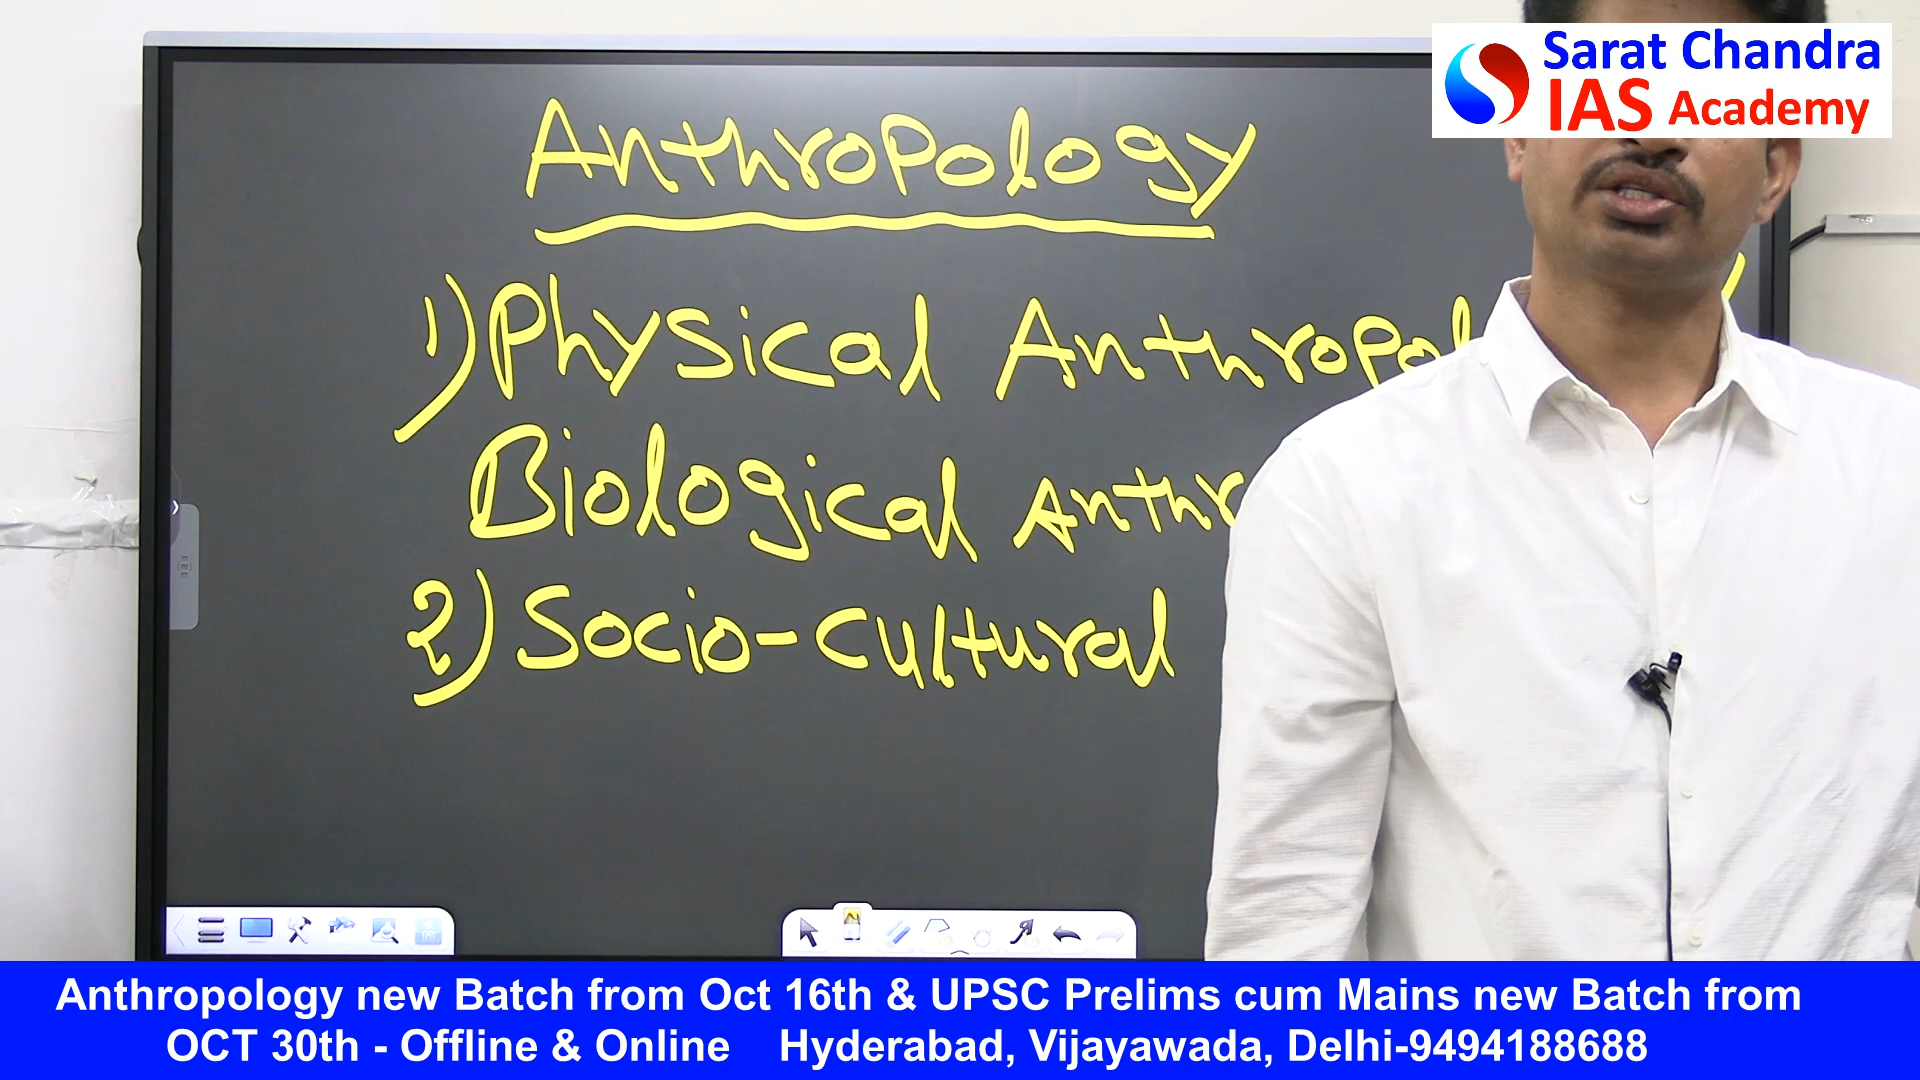 Sarat Chandra
IAS Academy
Anthropology
1) Physical Anthropol
Biological Anthr
2) Socio-Cultural
Anthropology new Batch from Oct 16th & UPSC Prelims cum Mains new Batch from
OCT 30th - Offline & Online Hyderabad, Vijayawada, Delhi-9494188688